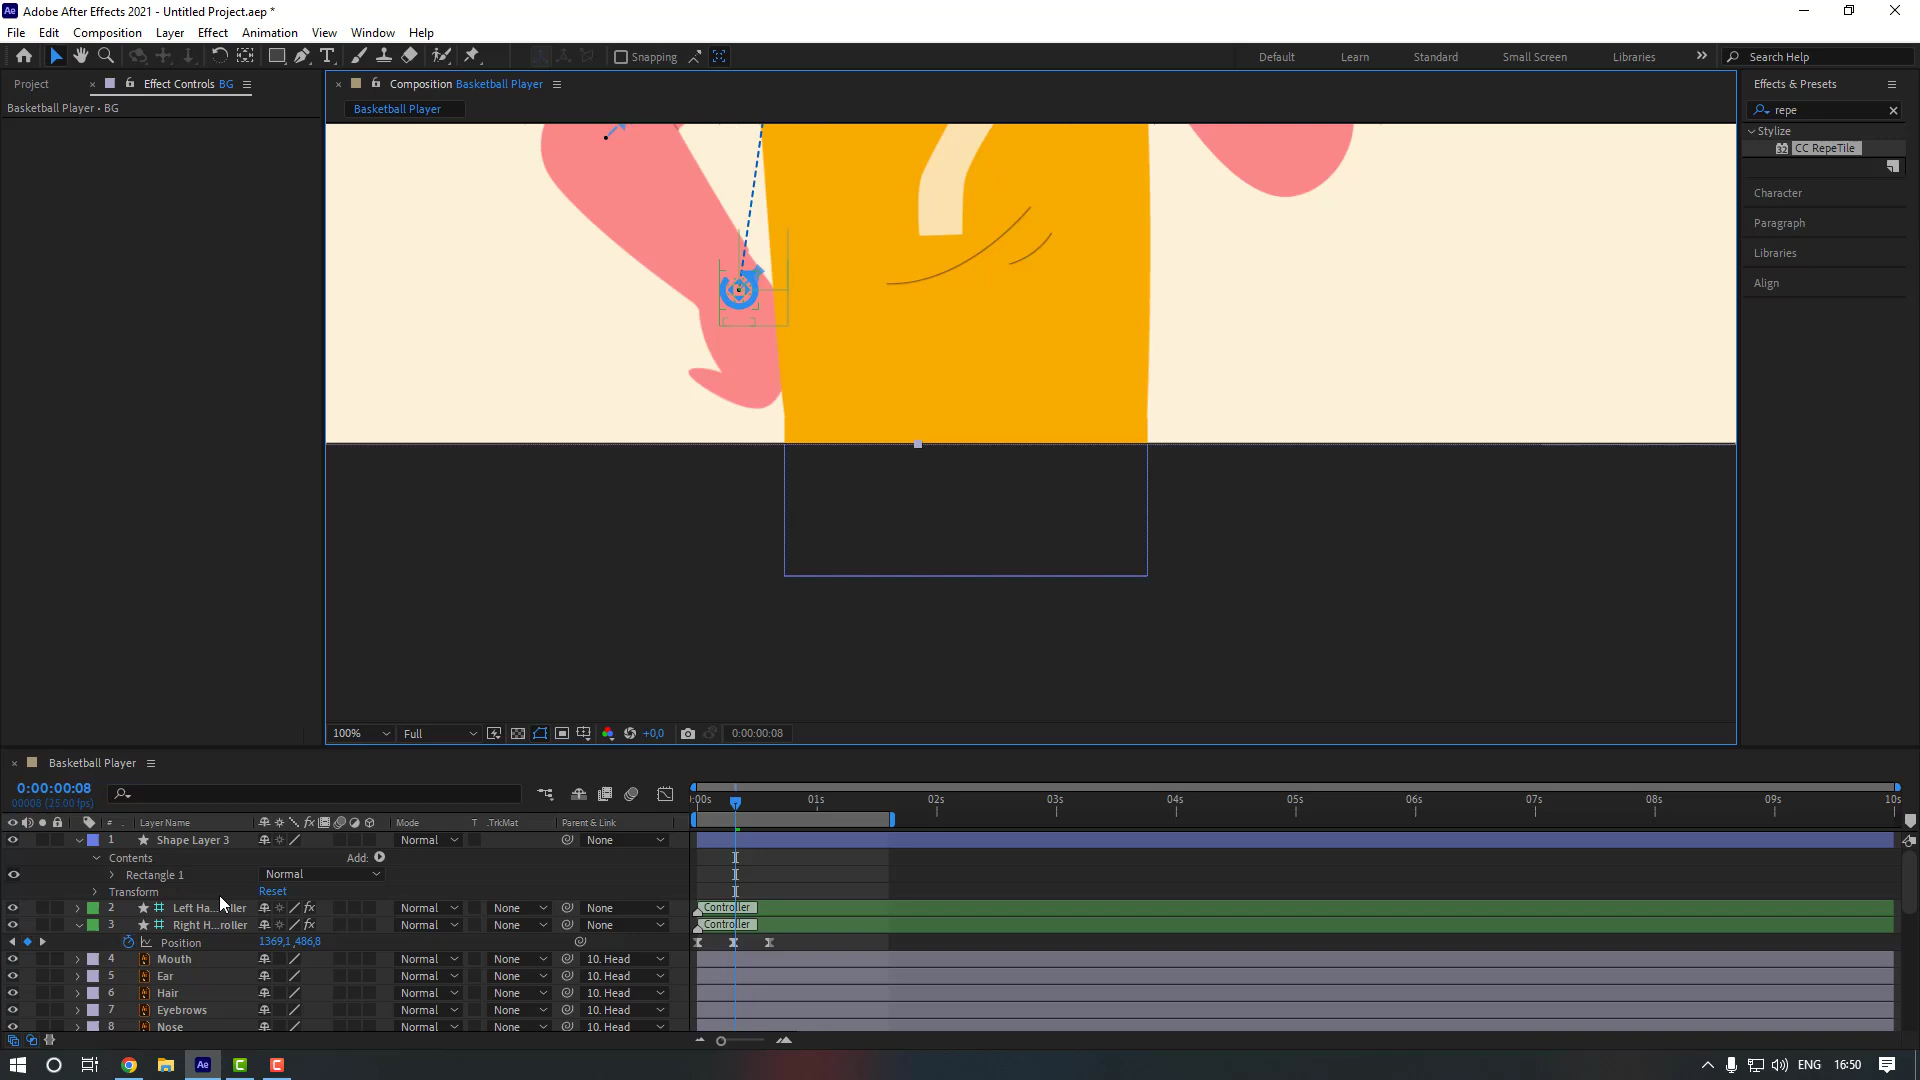 Adobe After Effects 2021 - Untitled Project.aep *
File Edit Composition Layer Effect Animation View Window Help
Snapping Default Learn Standard Small Screen Libraries Search Help
Project Effect Controls BG
Basketball Player • BG
Composition Basketball Player
Basketball Player
Effects & Presets
repe
Stylize
32 CC RepeTile
Character
Paragraph
Libraries
Align
100% Full +0,0 0:00:00:08
Basketball Player
0:00:00:08
00008 (25.00 fps)
# Layer Name Mode T .TrkMat Parent & Link
:00s 01s 02s 03s 04s 05s 06s 07s 08s 09s 10s
1 Shape Layer 3 Normal None
Contents Add:
Rectangle 1 Normal
Transform Reset
2 Left Ha...oller Normal None None Controller
3 Right H...roller Normal None None Controller
Position 1369,1,486,8
4 Mouth Normal None 10. Head
5 Ear Normal None 10. Head
6 Hair Normal None 10. Head
7 Eyebrows Normal None 10. Head
8 Nose Normal None 10. Head
Ae ENG 16:50